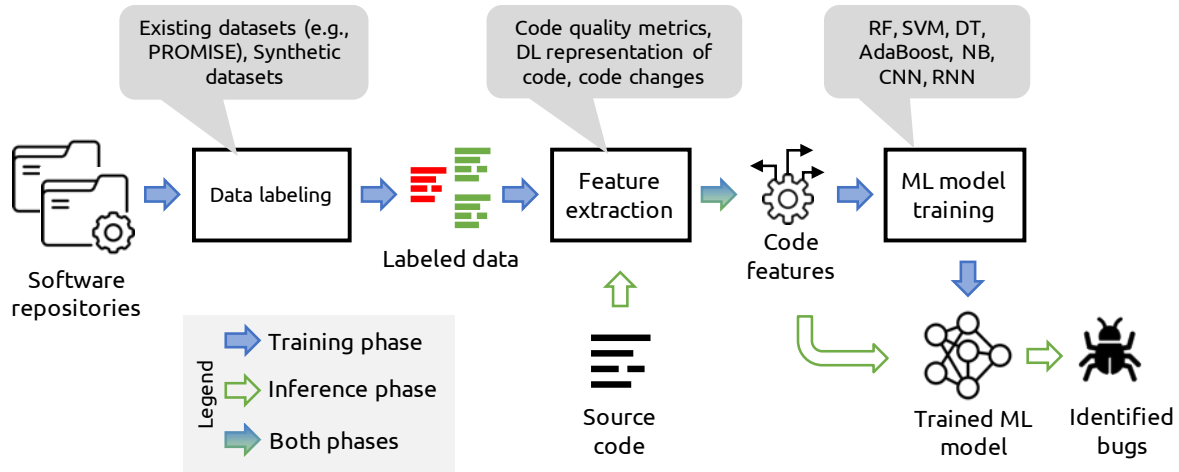 Existing datasets (e.g.,
PROMISE), Synthetic
datasets
Code quality metrics,
DL representation of
code, code changes
RF, SVM, DT,
AdaBoost, NB,
CNN, RNN
Software
repositories
Data labeling
Labeled data
Feature
extraction
Code
features
ML model
training
Legend
Training phase
Inference phase
Both phases
Source
code
Trained ML
model
Identified
bugs